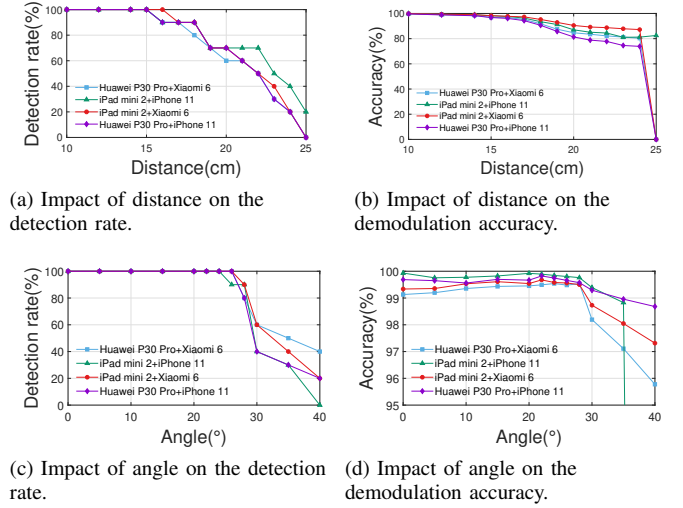 Detection rate(%)
100
80
60
40
20
0
Huawei P30 Pro+Xiaomi 6
iPad mini 2+iPhone 11
iPad mini 2+Xiaomi 6
Huawei P30 Pro+iPhone 11
10 15 20 25
Distance(cm)
(a) Impact of distance on the
detection rate.
Accuracy(%)
100
80
60
40
20
0
Huawei P30 Pro+Xiaomi 6
iPad mini 2+iPhone 11
iPad mini 2+Xiaomi 6
Huawei P30 Pro+iPhone 11
10 15 20 25
Distance(cm)
(b) Impact of distance on the
demodulation accuracy.
Detection rate(%)
100
80
60
40
20
0
Huawei P30 Pro+Xiaomi 6
iPad mini 2+iPhone 11
iPad mini 2+Xiaomi 6
Huawei P30 Pro+iPhone 11
0 10 20 30 40
Angle(°)
(c) Impact of angle on the detection
rate.
Accuracy(%)
100
99
98
97
96
95
Huawei P30 Pro+Xiaomi 6
iPad mini 2+iPhone 11
iPad mini 2+Xiaomi 6
Huawei P30 Pro+iPhone 11
0 10 20 30 40
Angle(°)
(d) Impact of angle on the
demodulation accuracy.